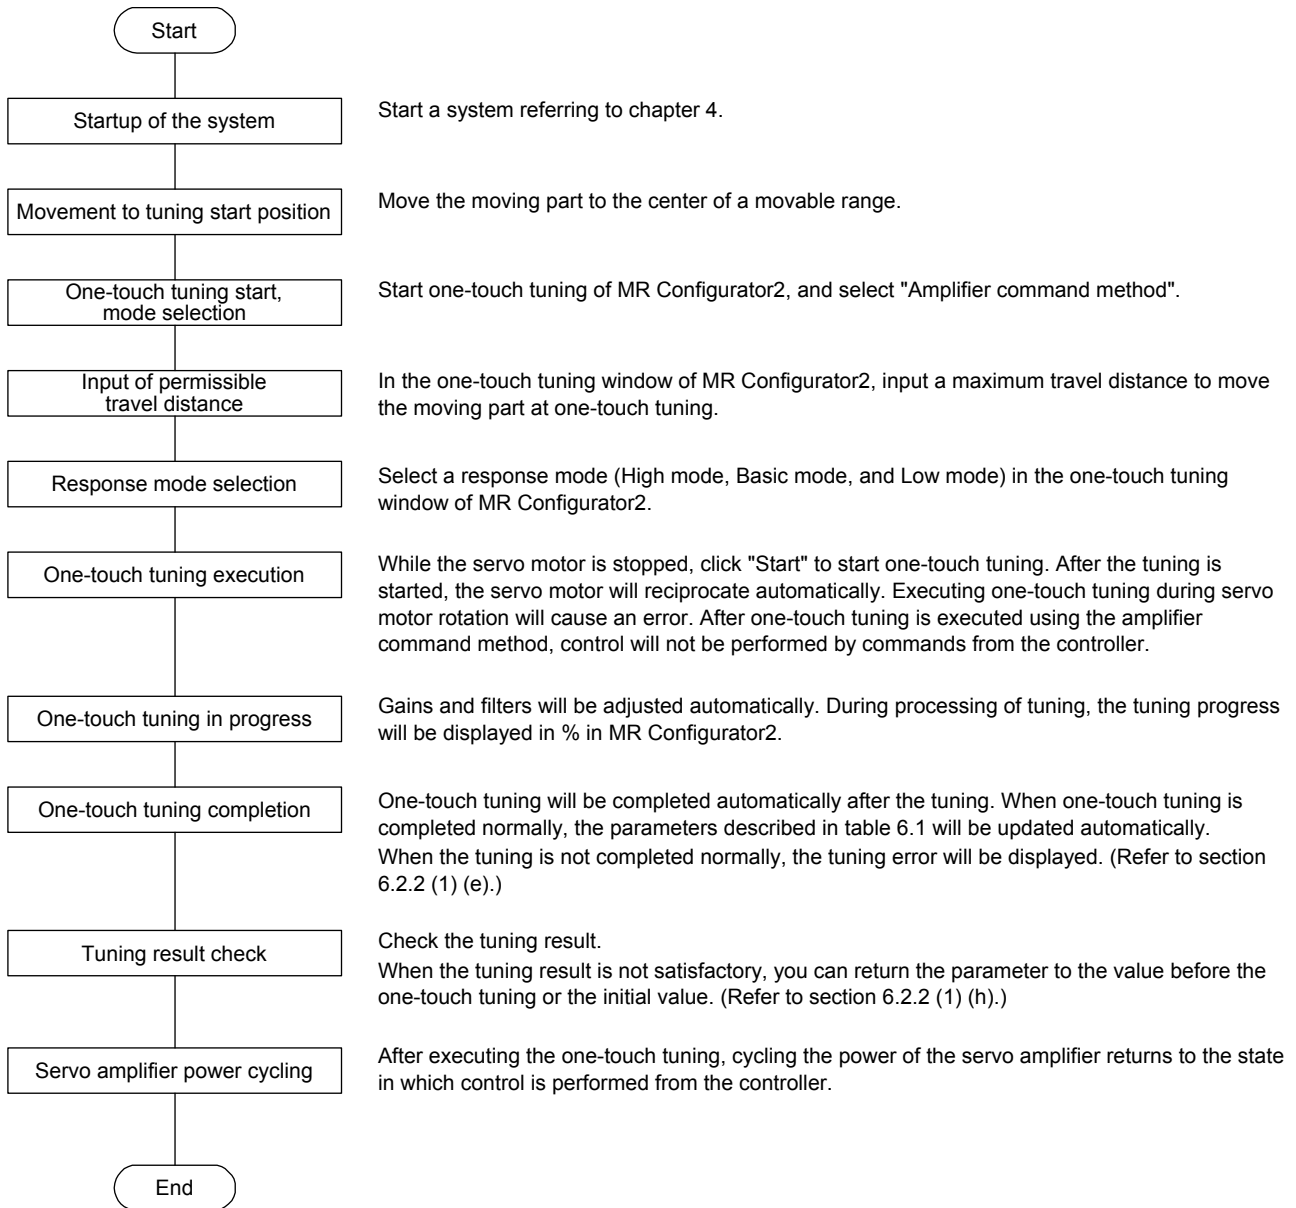 Start
Startup of the system
Start a system referring to chapter 4.
Movement to tuning start position
Move the moving part to the center of a movable range.
One-touch tuning start,
mode selection
Start one-touch tuning of MR Configurator2, and select "Amplifier command method".
Input of permissible
travel distance
In the one-touch tuning window of MR Configurator2, input a maximum travel distance to move
the moving part at one-touch tuning.
Response mode selection
Select a response mode (High mode, Basic mode, and Low mode) in the one-touch tuning
window of MR Configurator2.
One-touch tuning execution
While the servo motor is stopped, click "Start" to start one-touch tuning. After the tuning is
started, the servo motor will reciprocate automatically. Executing one-touch tuning during servo
motor rotation will cause an error. After one-touch tuning is executed using the amplifier
command method, control will not be performed by commands from the controller.
One-touch tuning in progress
Gains and filters will be adjusted automatically. During processing of tuning, the tuning progress
will be displayed in % in MR Configurator2.
One-touch tuning completion
One-touch tuning will be completed automatically after the tuning. When one-touch tuning is
completed normally, the parameters described in table 6.1 will be updated automatically.
When the tuning is not completed normally, the tuning error will be displayed. (Refer to section
6.2.2 (1) (e).)
Tuning result check
Check the tuning result.
When the tuning result is not satisfactory, you can return the parameter to the value before the
one-touch tuning or the initial value. (Refer to section 6.2.2 (1) (h).)
Servo amplifier power cycling
After executing the one-touch tuning, cycling the power of the servo amplifier returns to the state
in which control is performed from the controller.
End